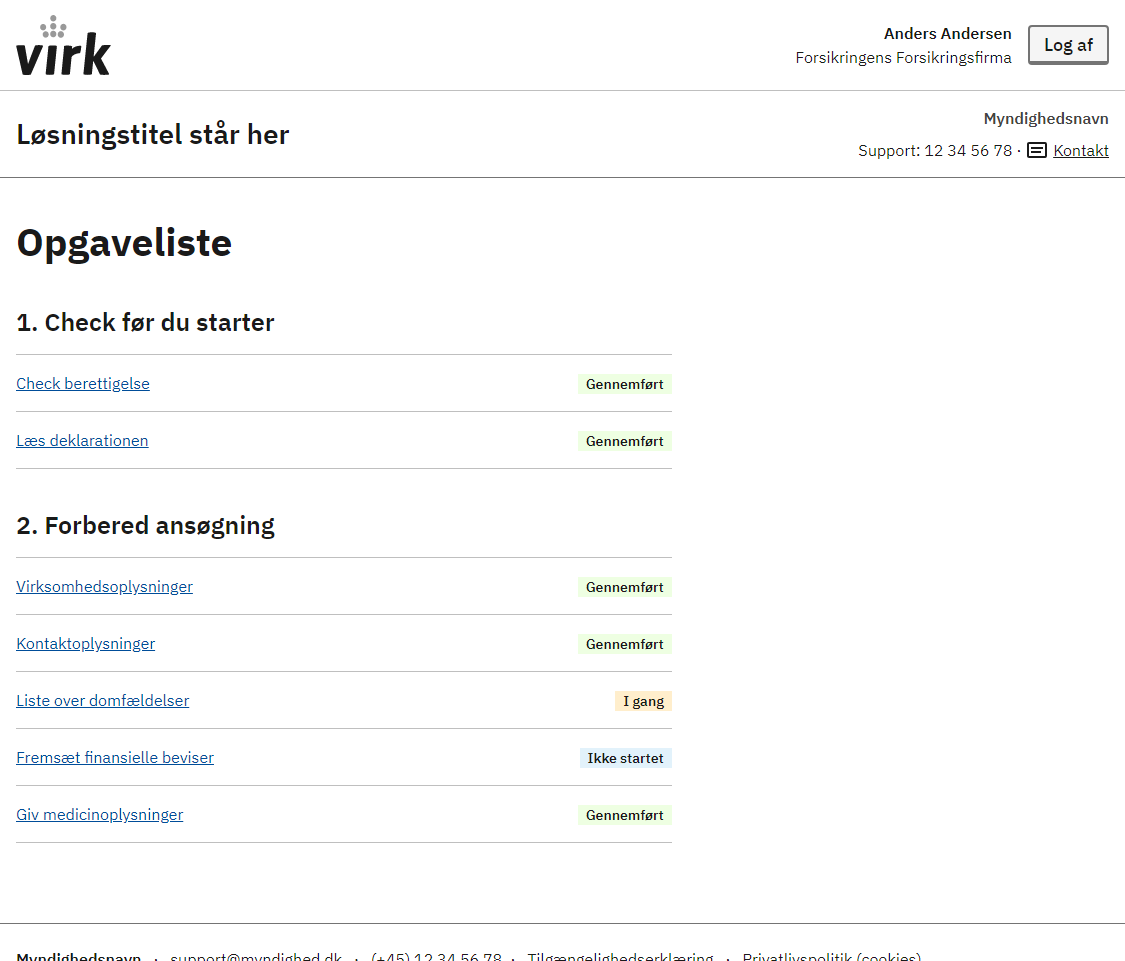 virk
Anders Andersen
Forsikringens Forsikringsfirma
Log af
Løsningstitel står her
Myndighedsnavn
Support: 12 34 56 78 · Kontakt
Opgaveliste
1. Check før du starter
Check berettigelse Gennemført
Læs deklarationen Gennemført
2. Forbered ansøgning
Virksomhedsoplysninger Gennemført
Kontaktoplysninger Gennemført
Liste over domfældelser I gang
Fremsæt finansielle beviser Ikke startet
Giv medicinoplysninger Gennemført
Myndighedsnavn · support@myndighed.dk · (+45) 12 34 56 78 · Tilgængelighedserklæring · Privatlivspolitik (cookies)